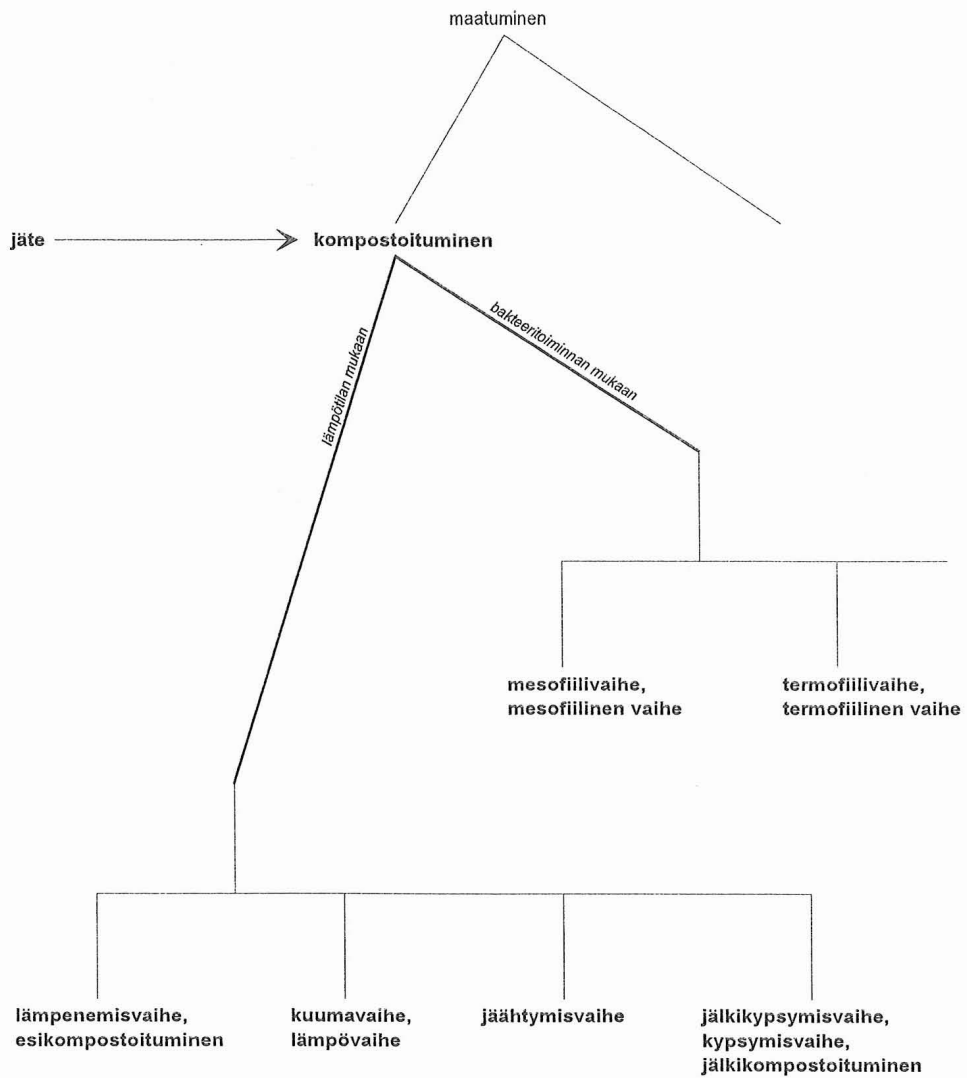 maatuminen
jäte
kompostoituminen
lämpötilan mukaan
bakteeritoiminnan mukaan
mesofiilivaihe,
mesofiilinen vaihe
termofiilivaihe,
termofiilinen vaihe
lämpenemisvaihe,
esikompostoituminen
kuumavaihe,
lämpövaihe
jäähtymisvaihe
jälkikypsymisvaihe,
kypsymisvaihe,
jälkikompostoituminen